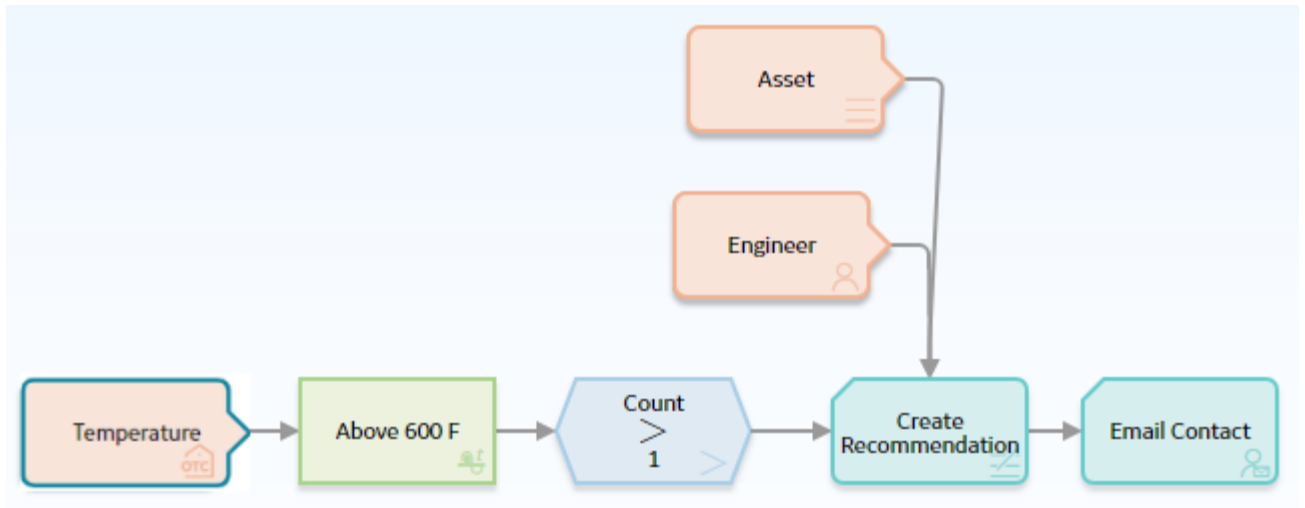 Asset
Engineer
Temperature
OTC
Above 600 F
Count
>
1
Create
Recommendation
Email Contact